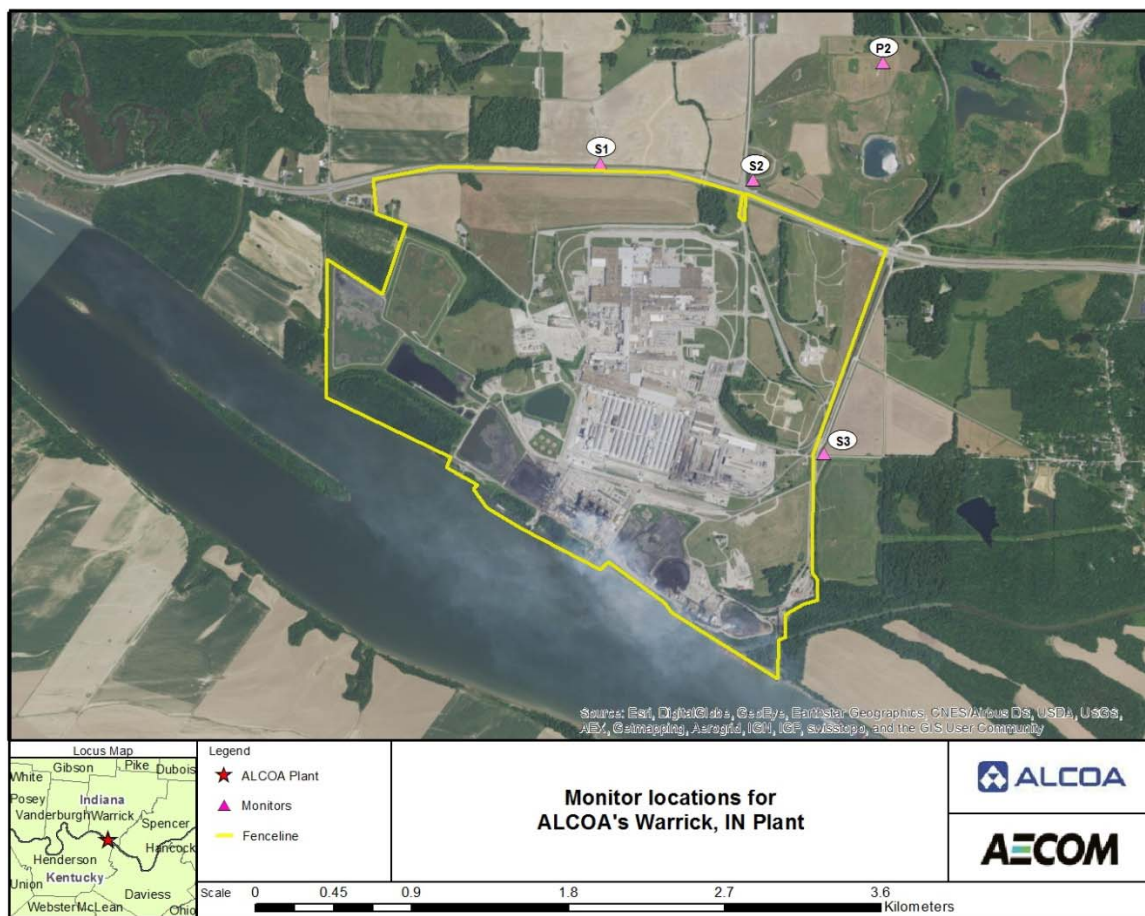 P2
S1
S2
S3
Source: Esri, DigitalGlobe, GeoEye, Earthstar Geographics, CNES/Airbus DS, USDA, USGS,
AEX, Getmapping, Aerogrid, IGN, IGP, swisstopo, and the GIS User Community
Locus Map
Pike
Dubois
Gibson
White
Indiana
Posey
Vanderburgh
Warrick
Spencer
Hancock
Henderson
Kentucky
Union
Daviess
Webster
McLean
Ohio
Legend
ALCOA Plant
Monitors
Fenceline
Monitor locations for
ALCOA's Warrick, IN Plant
ALCOA
AECOM
Scale 0 0.45 0.9 1.8 2.7 3.6
Kilometers